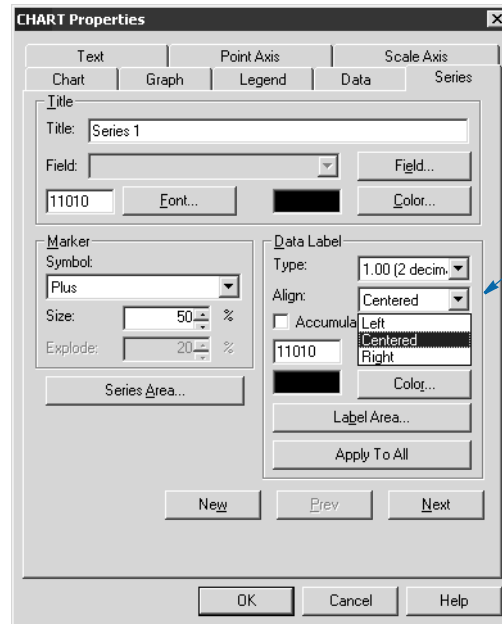 CHART Properties
Text Point Axis Scale Axis
Chart Graph Legend Data Series
Title
Title: Series 1
Field: Field...
11010 Font... Color...
Marker
Symbol:
Plus
Size: 50 %
Explode: 20 %
Series Area...
Data Label
Type: 1.00 (2 decim
Align: Centered
Accumula
Left
Centered
Right
11010
Color...
Label Area...
Apply To All
New Prev Next
OK Cancel Help